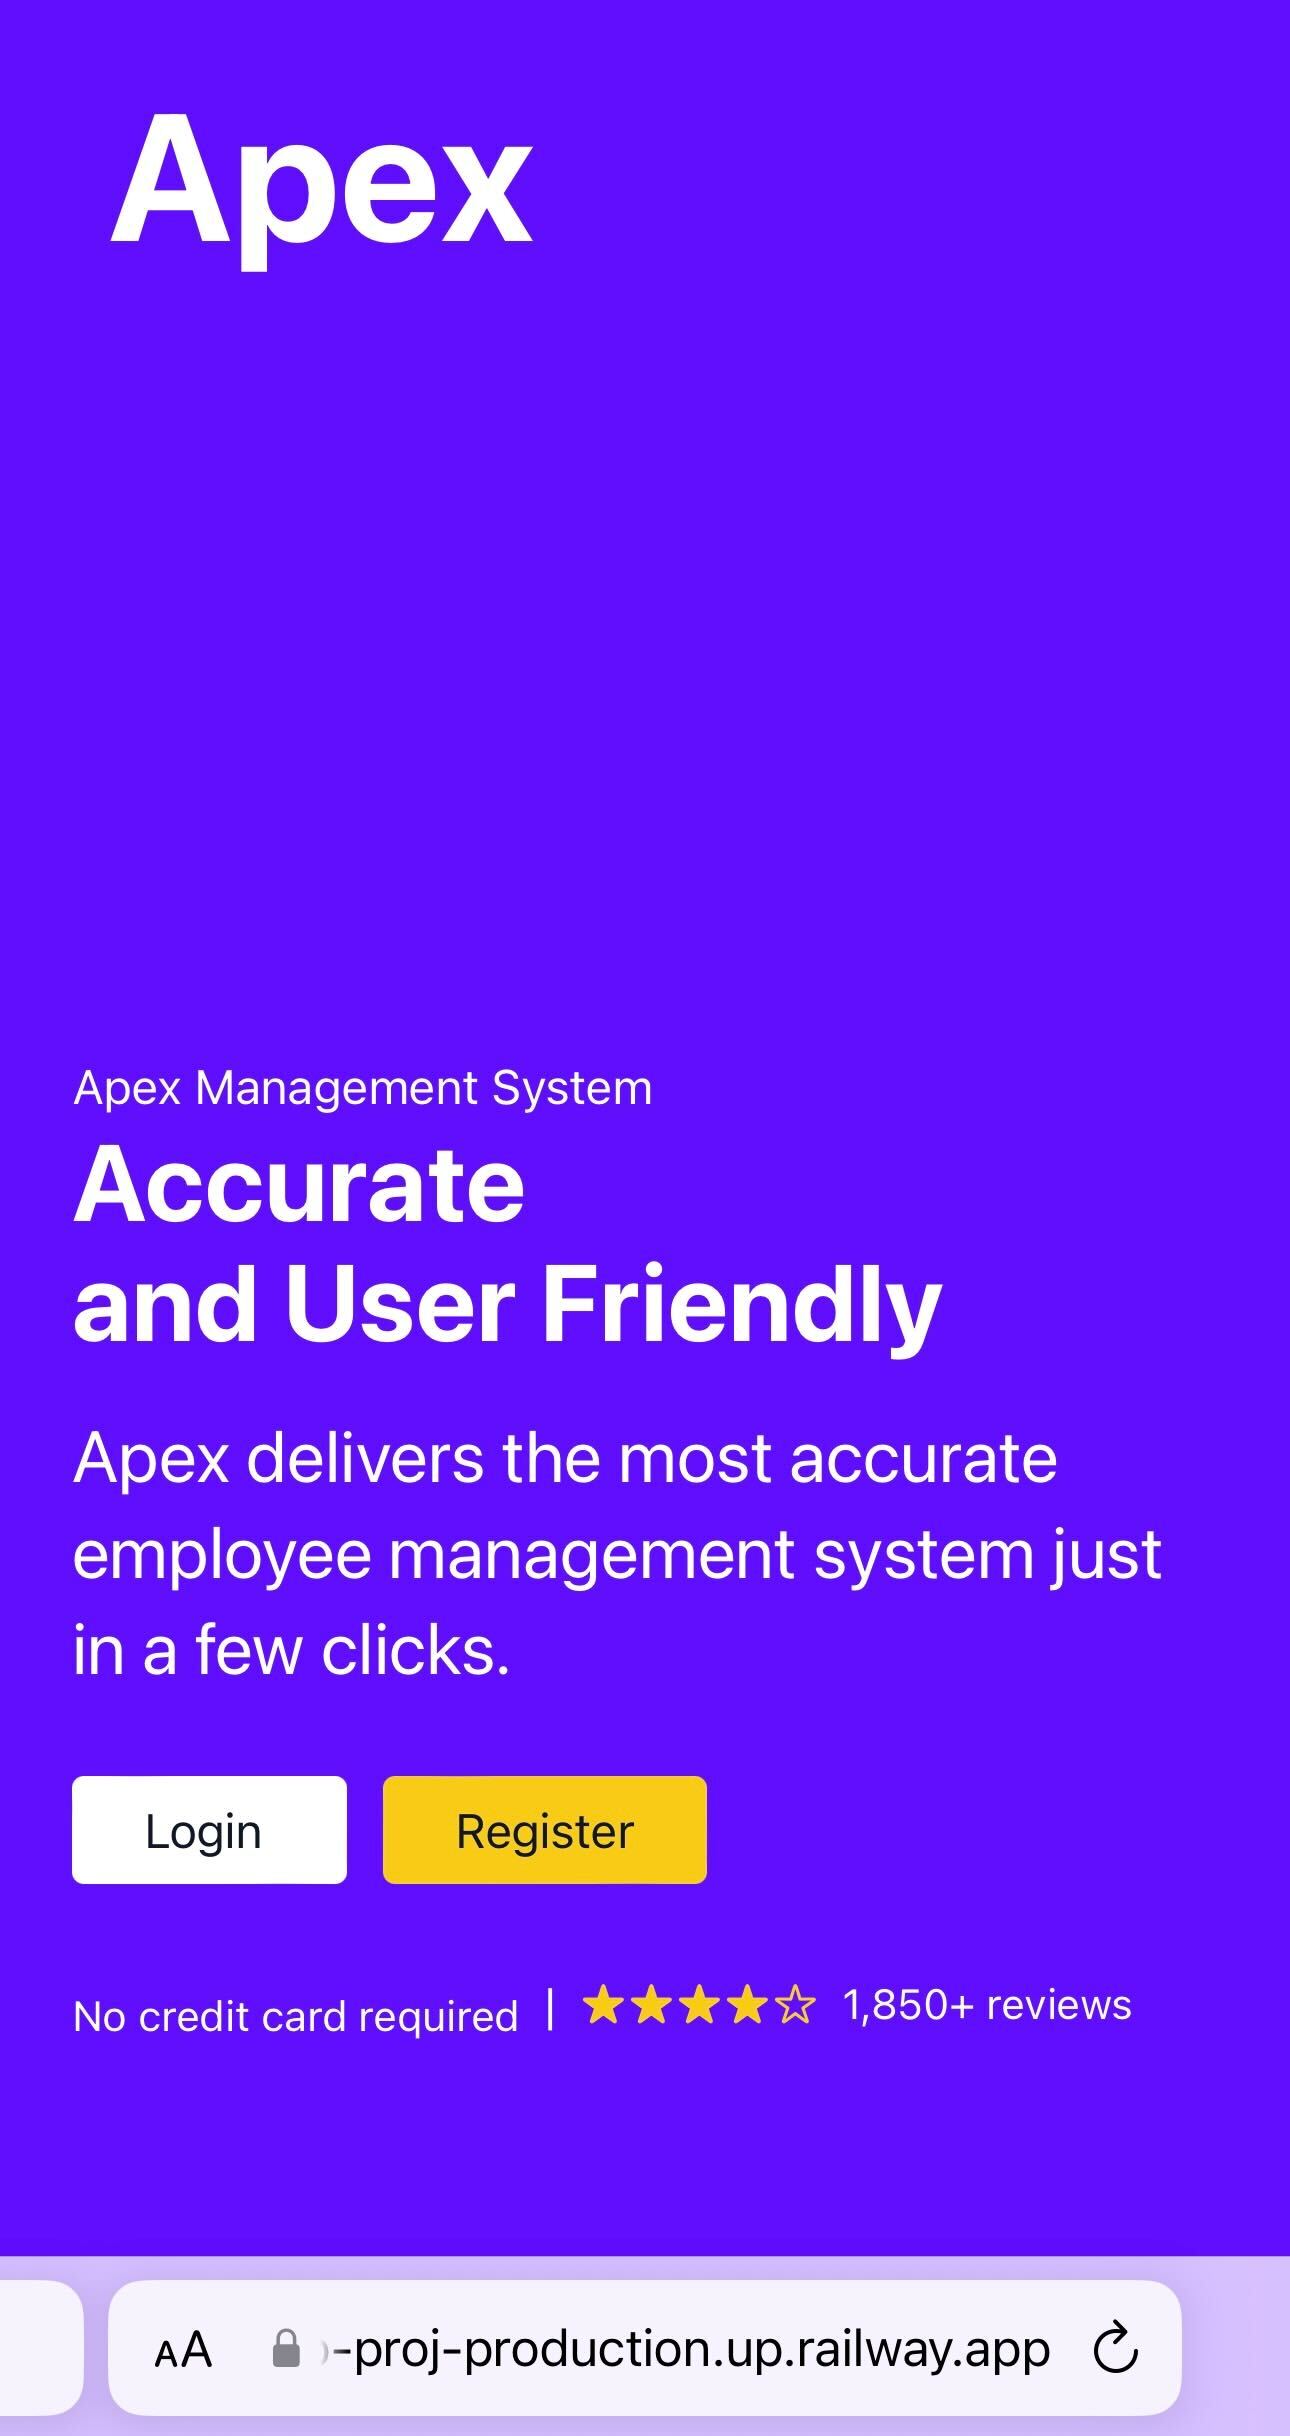 Apex
Apex Management System
Accurate
and User Friendly
Apex delivers the most accurate
employee management system just
in a few clicks.
Login Register
No credit card required | 1,850+ reviews
AA -proj-production.up.railway.app